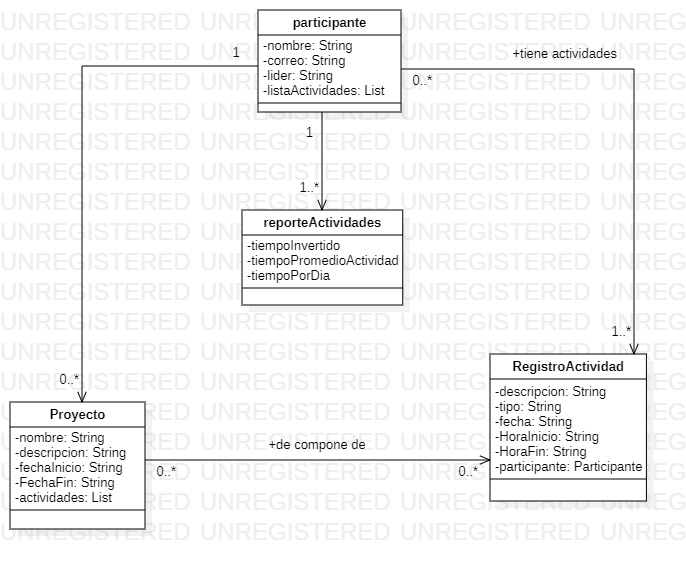 participante
-nombre: String
-correo: String
-lider: String
-listaActividades: List
1
+tiene actividades
0..*
1
1..*
reporteActividades
-tiempoInvertido
-tiempoPromedioActividad
-tiempoPorDia
1..*
RegistroActividad
-descripcion: String
-tipo: String
-fecha: String
-HoraInicio: String
-HoraFin: String
-participante: Participante
0..*
Proyecto
-nombre: String
-descripcion: String
-fechaInicio: String
-FechaFin: String
-actividades: List
+de compone de
0..*
0..*
UNREGISTERED